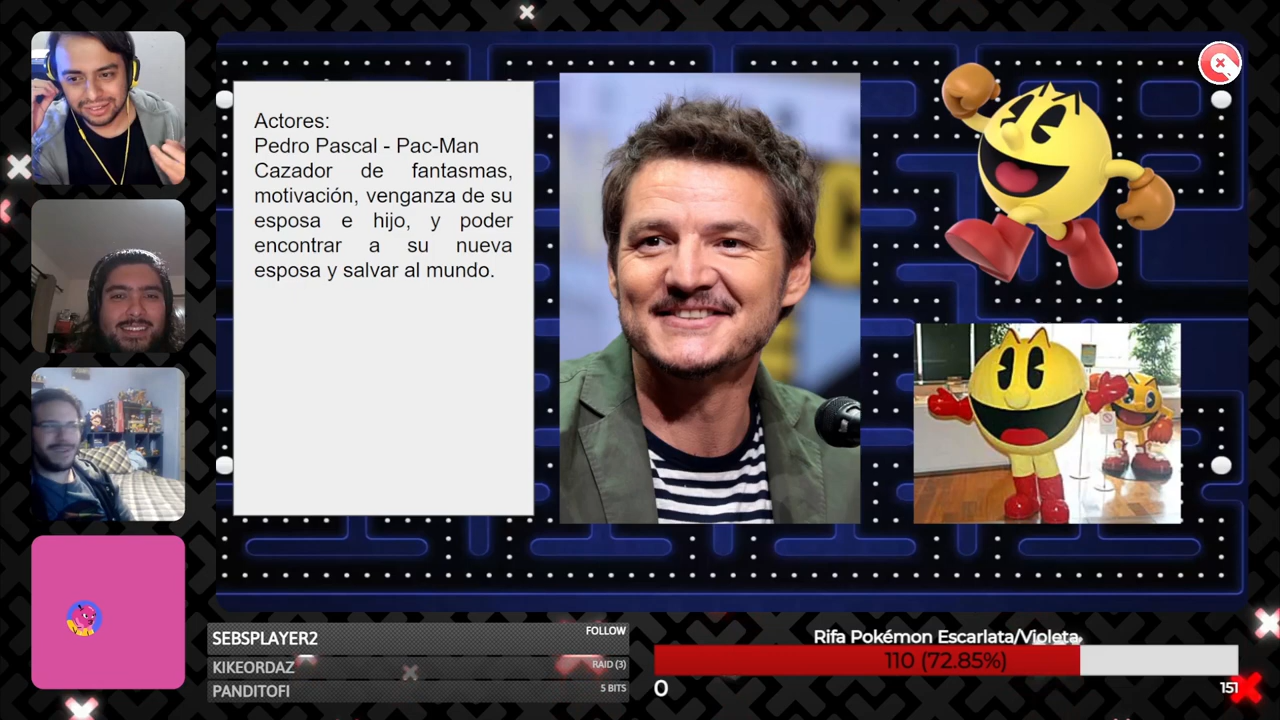 Actores:
Pedro Pascal - Pac-Man
Cazador de fantasmas,
motivación, venganza de su
esposa e hijo, y poder
encontrar a su nueva
esposa y salvar al mundo.
SEBSPLAYER2
FOLLOW
KIKEORDAZ
RAID (3)
PANDITOFI
5 BITS
Rifa Pokémon Escarlata/Violeta
110 (72.85%)
0
151